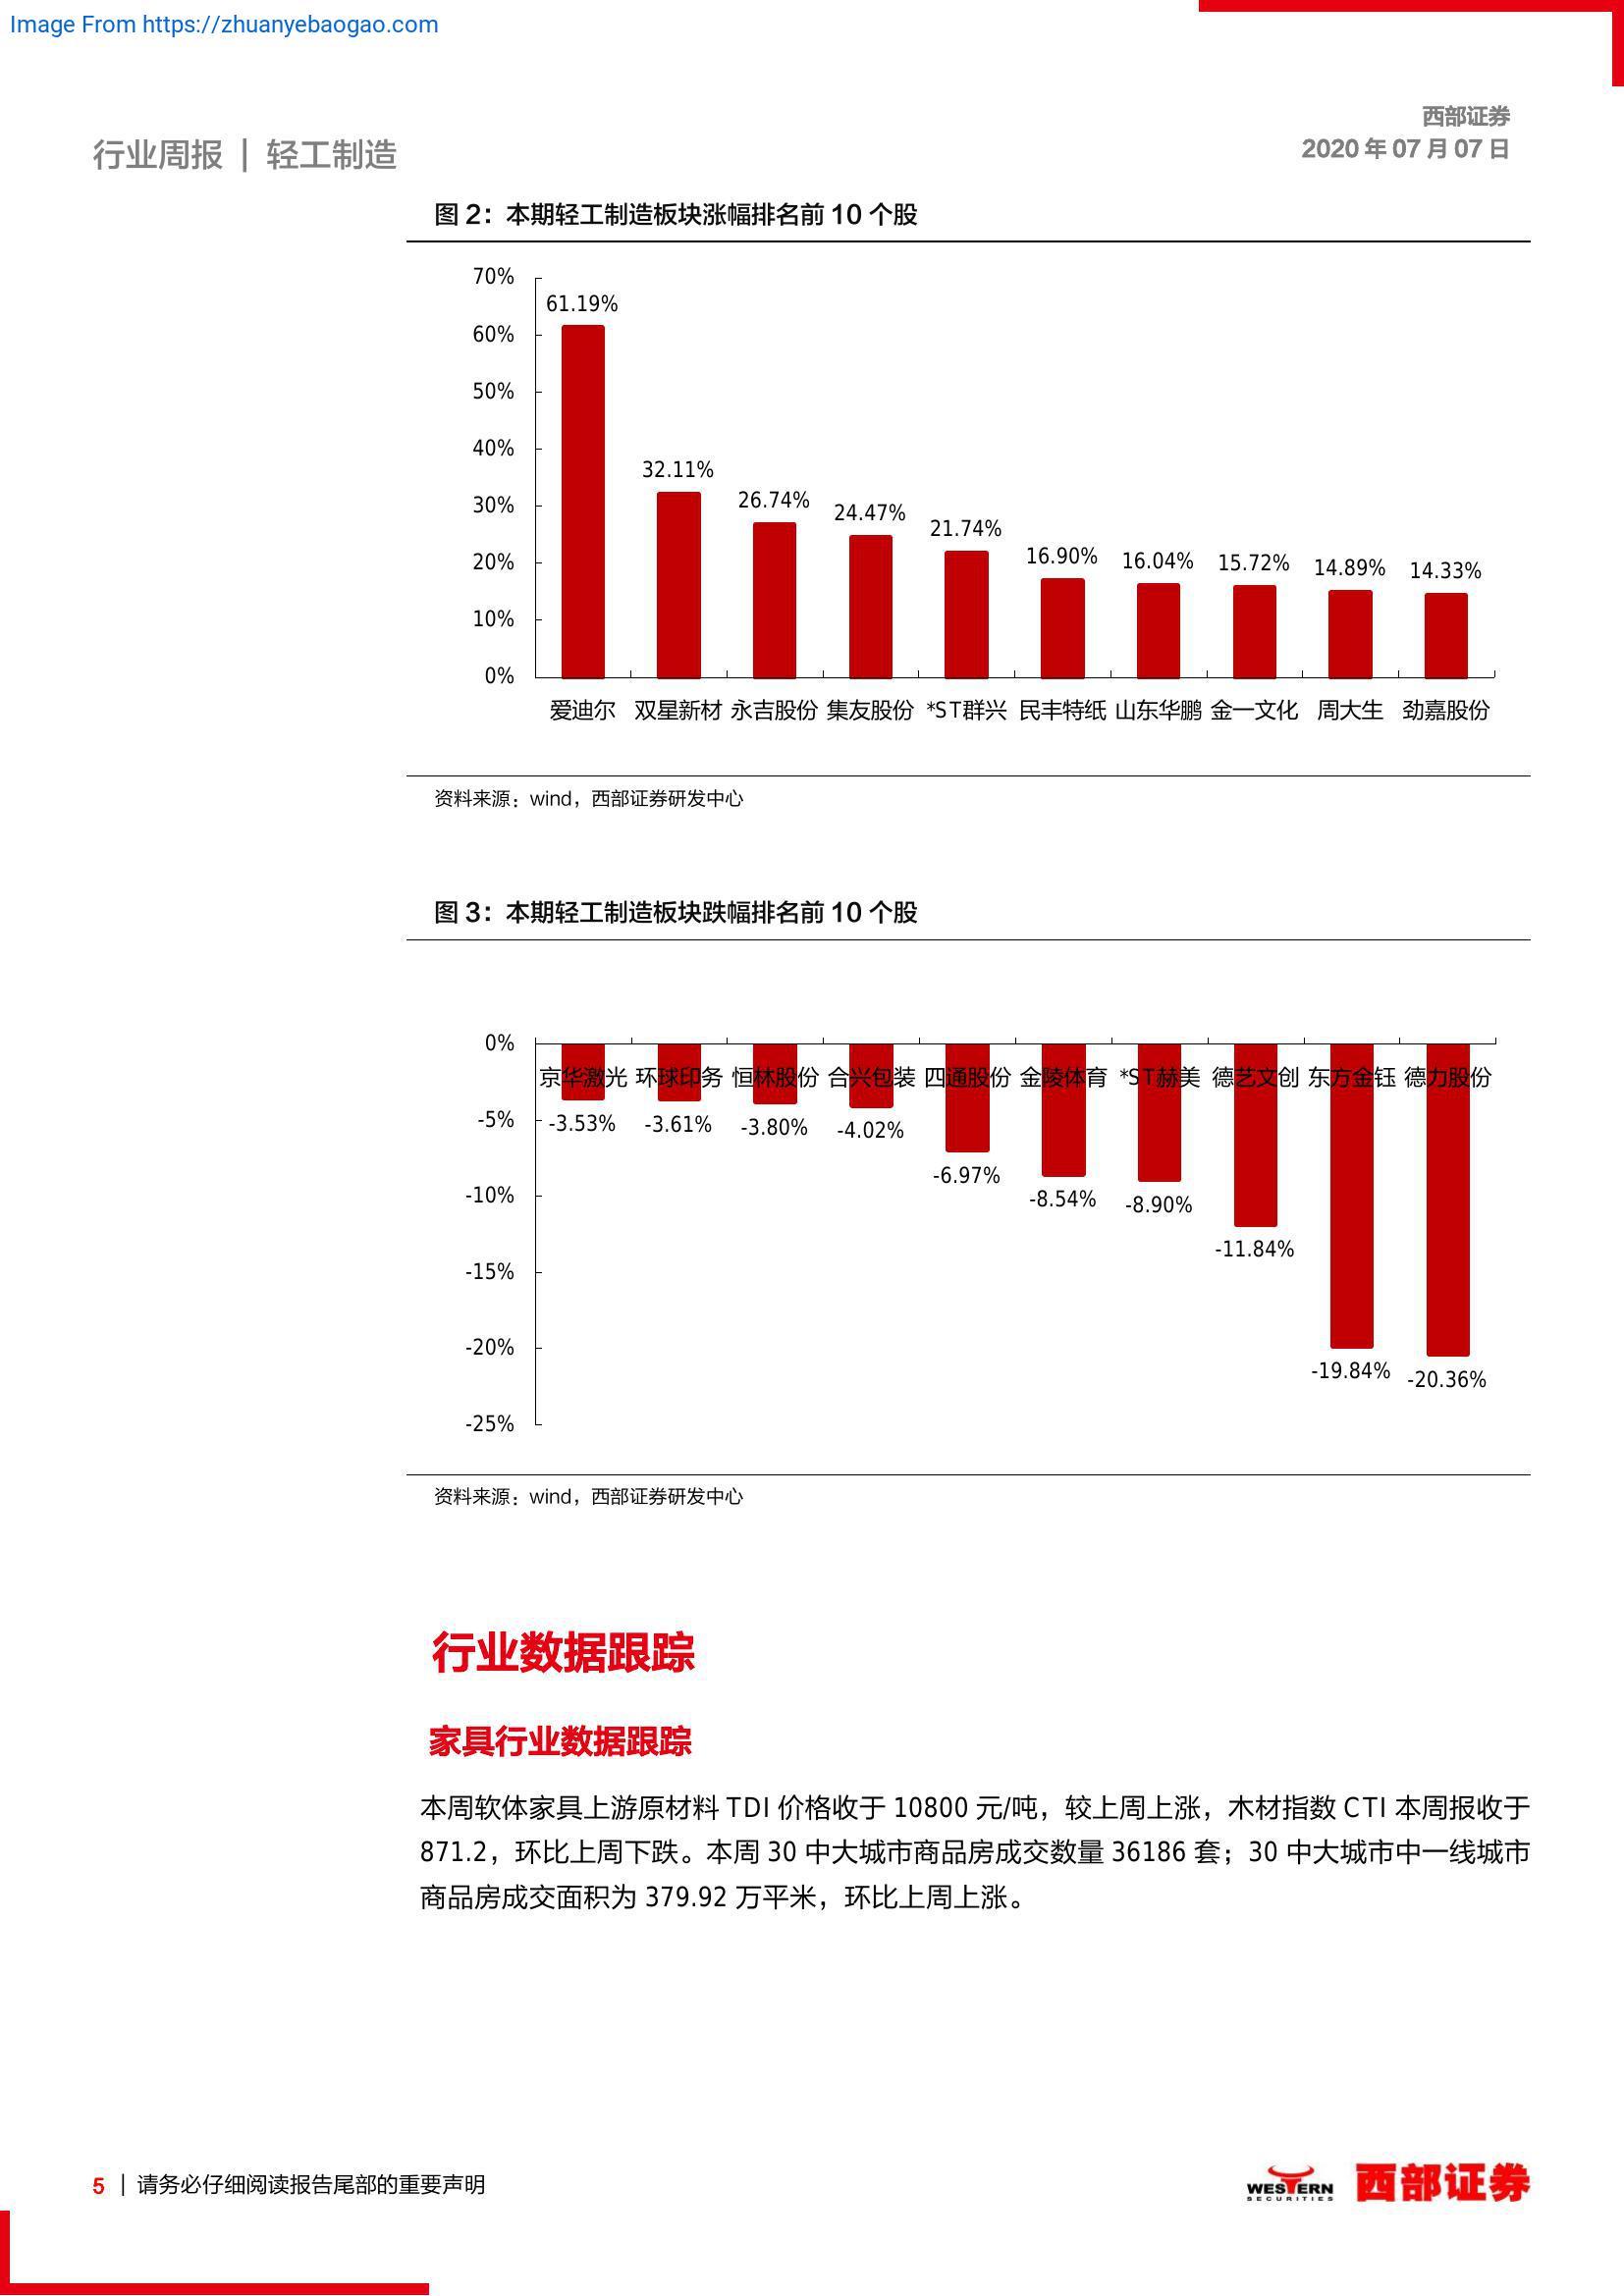 Image From https://zhuanyebaogao.com
西部证券
行业周报 | 轻工制造
2020 年 07 月 07 日
图 2：本期轻工制造板块涨幅排名前 10 个股
70%
61.19%
60%
50%
40%
32.11%
30%
26.74%
24.47%
21.74%
20%
16.90%
16.04%
15.72%
14.89%
14.33%
10%
0%
爱迪尔 双星新材 永吉股份 集友股份 *ST群兴 民丰特纸 山东华鹏 金一文化 周大生 劲嘉股份
资料来源：wind，西部证券研发中心
图 3：本期轻工制造板块跌幅排名前 10 个股
0%
京华激光 环球印务 恒林股份 合兴包装 四通股份 金陵体育 *ST赫美 德艺文创 东方金钰 德力股份
-5%
-3.53%
-3.61%
-3.80%
-4.02%
-6.97%
-10%
-8.54%
-8.90%
-11.84%
-15%
-20%
-19.84%
-20.36%
-25%
资料来源：wind，西部证券研发中心
行业数据跟踪
家具行业数据跟踪
本周软体家具上游原材料 TDI 价格收于 10800 元/吨，较上周上涨，木材指数 CTI 本周报收于
871.2，环比上周下跌。本周 30 中大城市商品房成交数量 36186 套；30 中大城市中一线城市
商品房成交面积为 379.92 万平米，环比上周上涨。
5 | 请务必仔细阅读报告尾部的重要声明
WESTERN
SECURITIES
西部证券